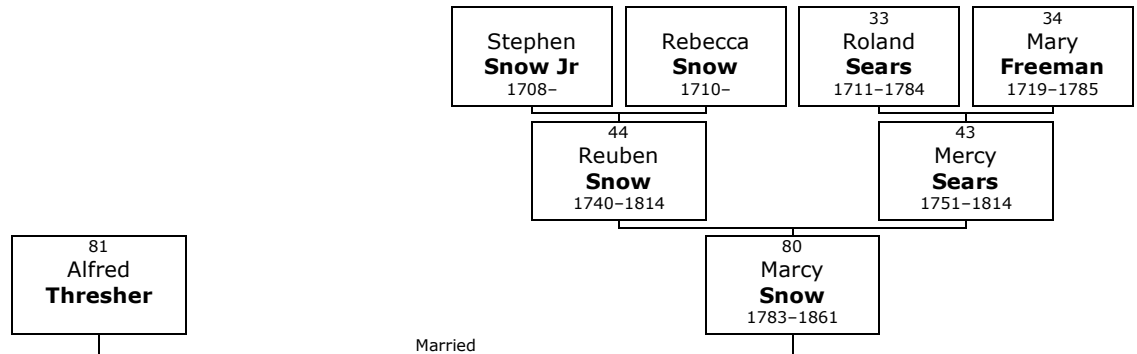 Stephen
Snow Jr
1708–
Rebecca
Snow
1710–
33
Roland
Sears
1711–1784
34
Mary
Freeman
1719–1785
44
Reuben
Snow
1740–1814
43
Mercy
Sears
1751–1814
81
Alfred
Thresher
80
Marcy
Snow
1783–1861
Married